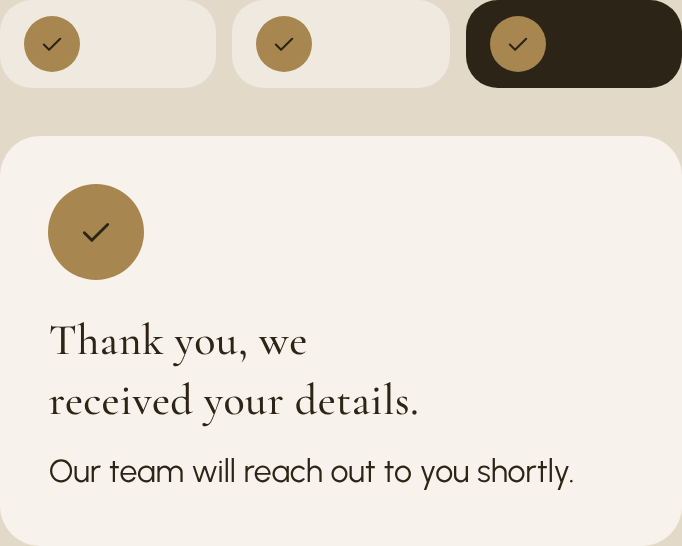 Thank you, we
received your details.
Our team will reach out to you shortly.